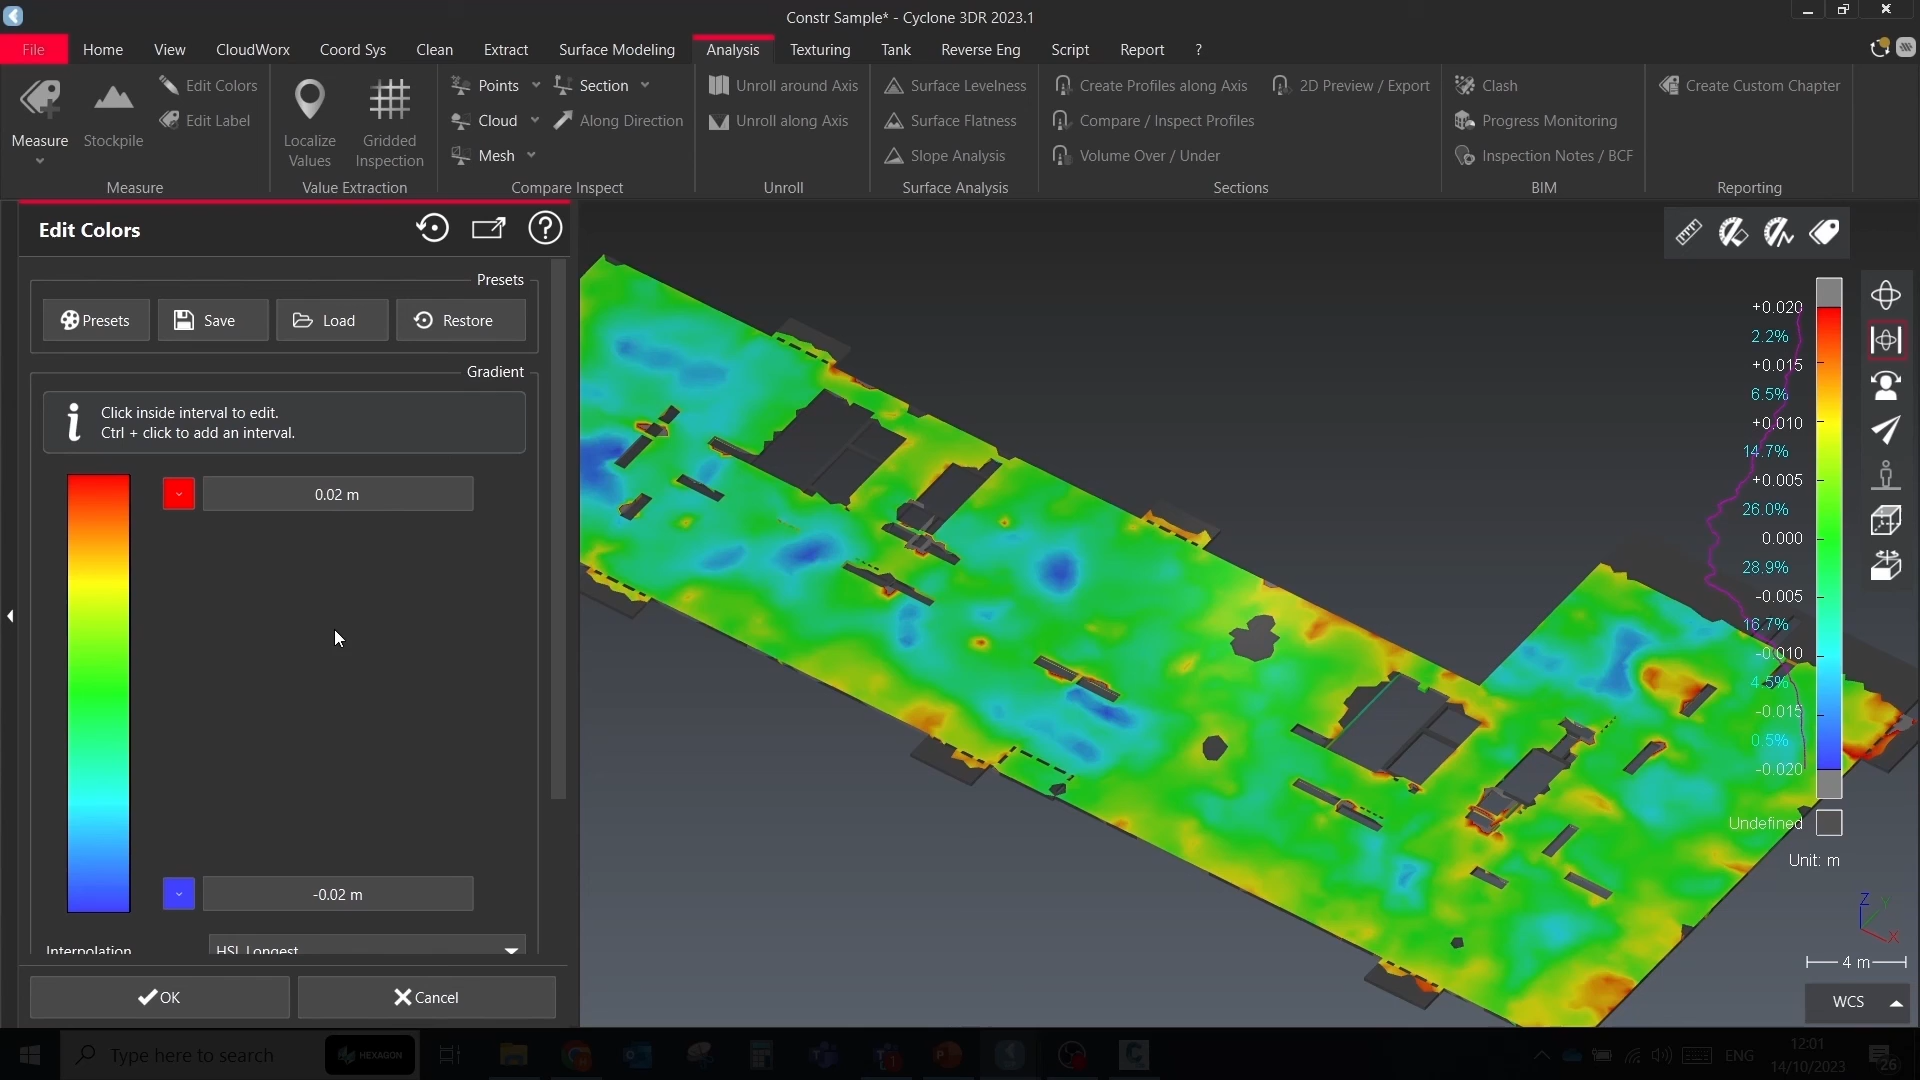 Constr Sample* - Cyclone 3DR 2023.1
File Home View CloudWorx Coord Sys Clean Extract Surface Modeling Analysis Texturing Tank Reverse Eng Script Report ?
Measure
Stockpile
Edit Colors
Edit Label
Measure
Localize
Values
Gridded
Inspection
Value Extraction
Points
Cloud
Mesh
Section
Along Direction
Compare Inspect
Unroll around Axis
Unroll along Axis
Unroll
Surface Levelness
Surface Flatness
Slope Analysis
Surface Analysis
Create Profiles along Axis
Compare / Inspect Profiles
Volume Over / Under
2D Preview / Export
Sections
Clash
Progress Monitoring
Inspection Notes / BCF
BIM
Create Custom Chapter
Reporting
Edit Colors
Presets
Presets Save Load Restore
Gradient
Click inside interval to edit.
Ctrl + click to add an interval.
0.02 m
-0.02 m
Interpolation HSL Longest
OK Cancel
+0.020
2.2%
+0.015
6.5%
+0.010
14.7%
+0.005
26.0%
0.000
28.9%
-0.005
16.7%
-0.010
4.5%
-0.015
0.5%
-0.020
Undefined
Unit: m
Z
Y
X
4 m
WCS
Type here to search
HEXAGON
ENG
12:01
14/10/2023
26